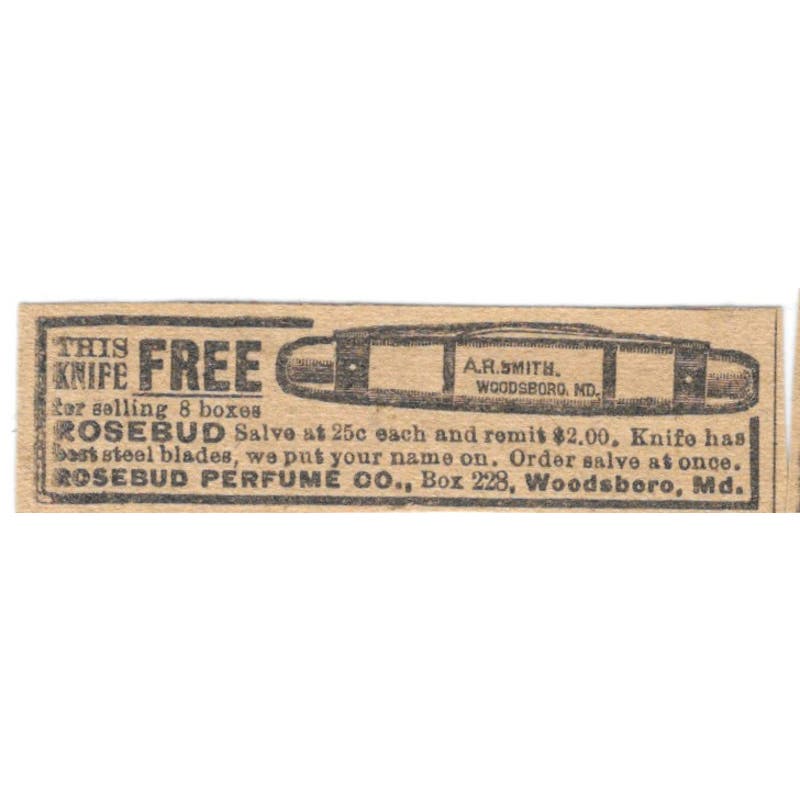 THIS
KNIFE FREE
for selling 8 boxes
A.R. SMITH.
WOODSBORO, MD.
ROSEBUD Salve at 25c each and remit $2.00. Knife has
best steel blades, we put your name on. Order salve at once.
ROSEBUD PERFUME CO., Box 228, Woodsboro, Md.